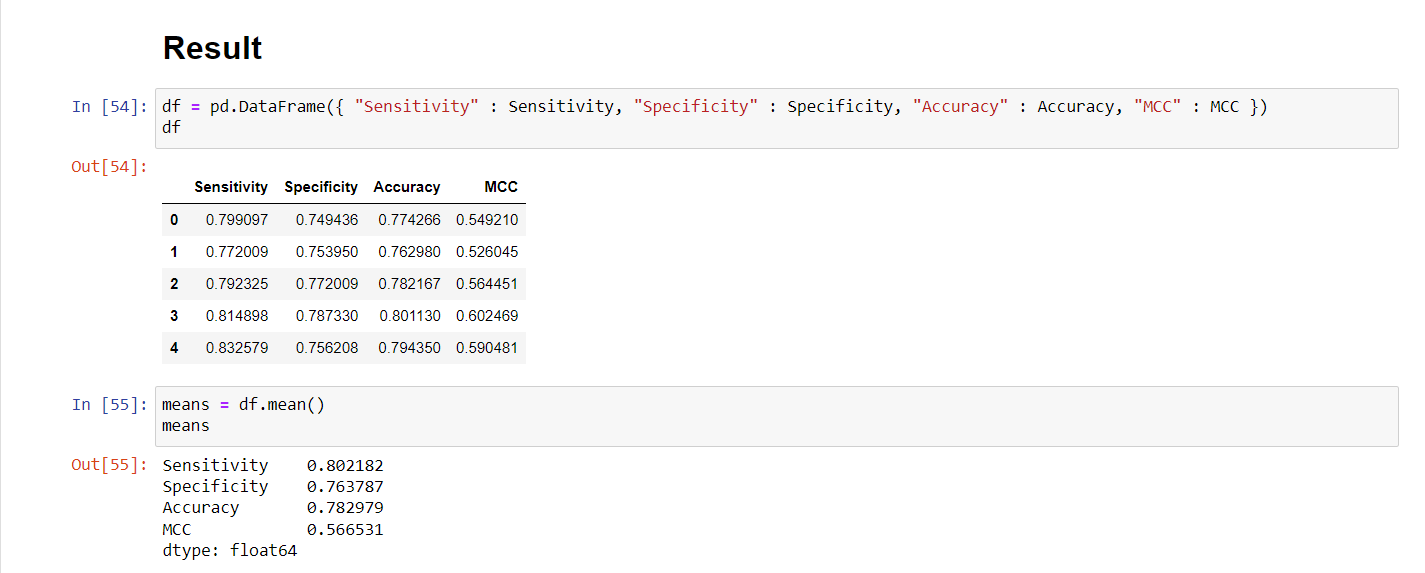 Result
In [54]: df = pd.DataFrame({ "Sensitivity" : Sensitivity, "Specificity" : Specificity, "Accuracy" : Accuracy, "MCC" : MCC })
df
Out[54]:
Sensitivity Specificity Accuracy MCC
0 0.799097 0.749436 0.774266 0.549210
1 0.772009 0.753950 0.762980 0.526045
2 0.792325 0.772009 0.782167 0.564451
3 0.814898 0.787330 0.801130 0.602469
4 0.832579 0.756208 0.794350 0.590481
In [55]: means = df.mean()
means
Out[55]: Sensitivity 0.802182
Specificity 0.763787
Accuracy 0.782979
MCC 0.566531
dtype: float64